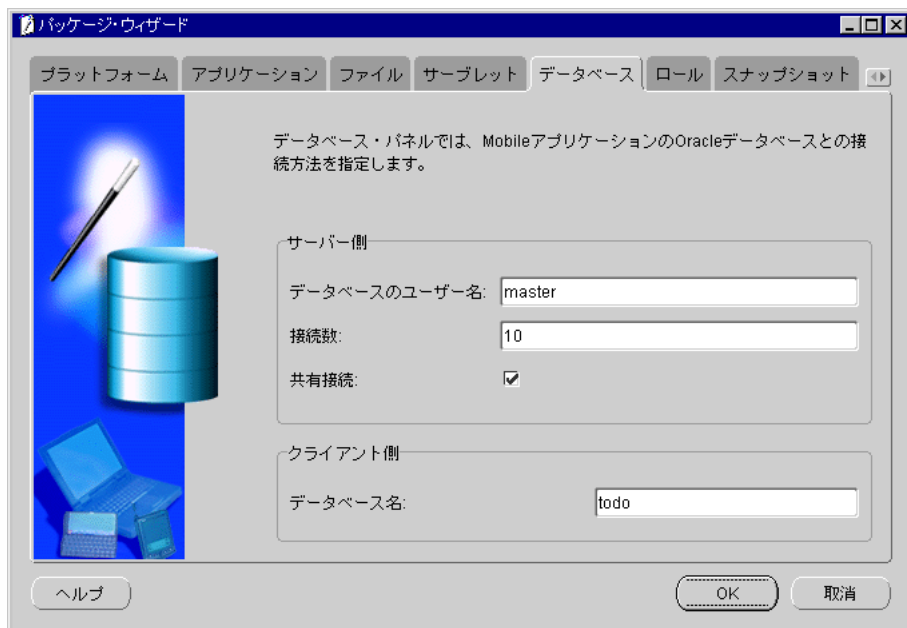 パッケージ・ウィザード
プラットフォーム アプリケーション ファイル サーブレット データベース ロール スナップショット
データベース・パネルでは、MobileアプリケーションのOracleデータベースとの接
続方法を指定します。
サーバー側
データベースのユーザー名: master
接続数: 10
共有接続:
クライアント側
データベース名: todo
ヘルプ OK 取消